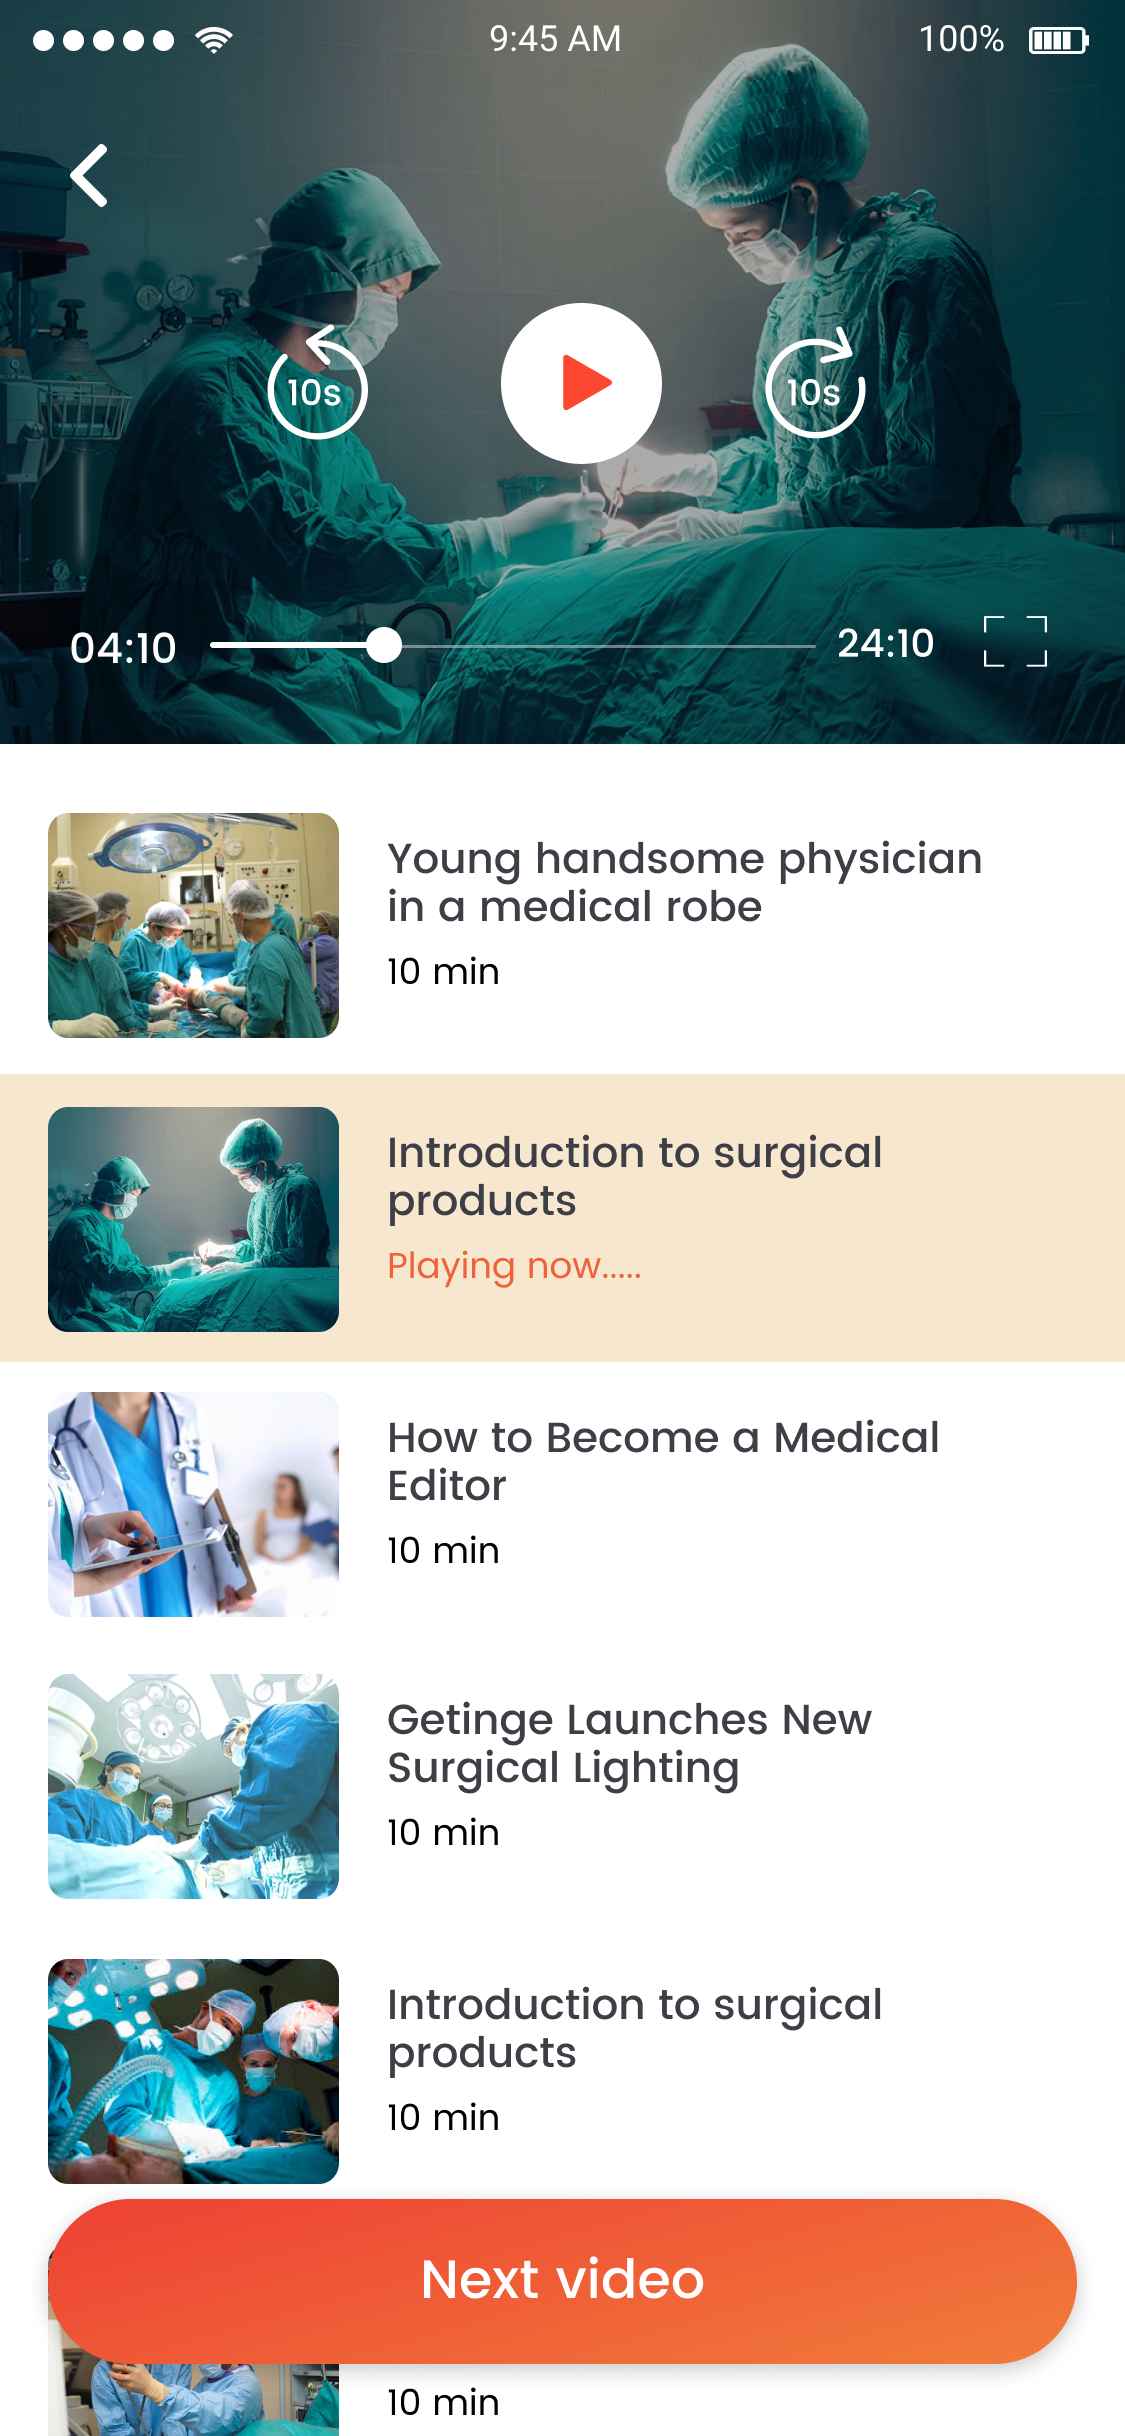 9:45 AM
100%
10s
10s
04:10
24:10
Young handsome physician
in a medical robe
10 min
Introduction to surgical
products
Playing now.....
How to Become a Medical
Editor
10 min
Getinge Launches New
Surgical Lighting
10 min
Introduction to surgical
products
10 min
Next video
10 min